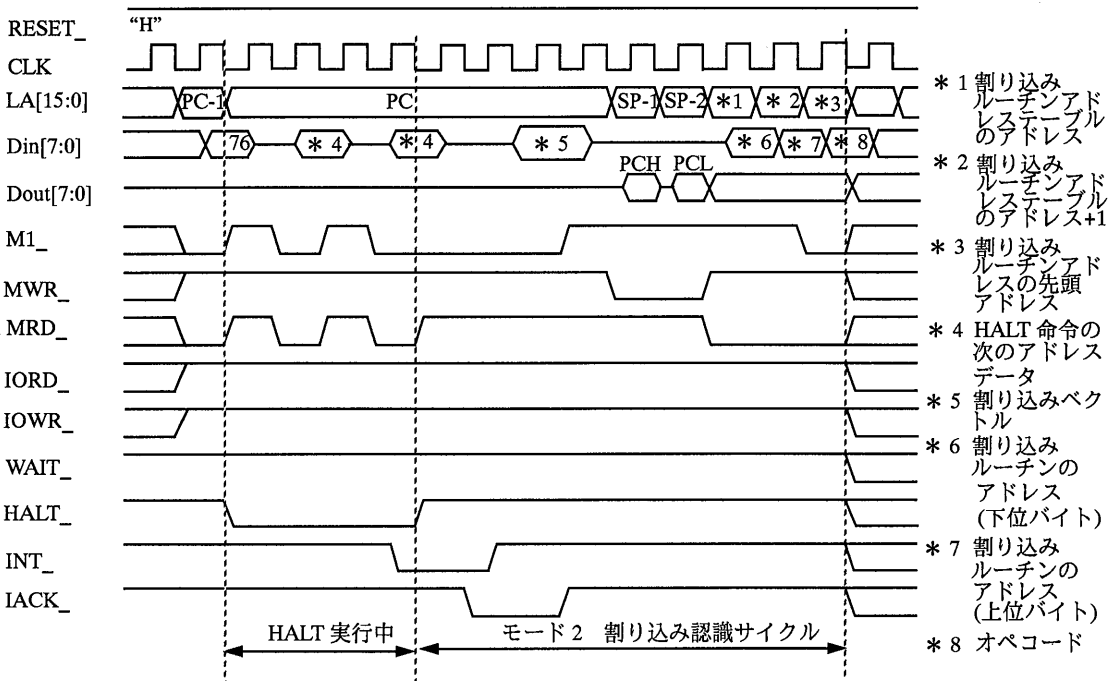 RESET_
"H"
CLK
LA[15:0]
PC-1
PC
SP-1
SP-2
*1
*2
*3
Din[7:0]
76
*4
*4
*5
*6
*7
*8
Dout[7:0]
PCH
PCL
M1_
MWR_
MRD_
IORD_
IOWR_
WAIT_
HALT_
INT_
IACK_
HALT 実行中
モード 2 割り込み認識サイクル
*1 割り込み
ルーチンアド
レステーブル
のアドレス
*2 割り込み
ルーチンアド
レステーブル
のアドレス+1
*3 割り込み
ルーチンアド
レスの先頭
アドレス
*4 HALT 命令の
次のアドレス
データ
*5 割り込みベク
トル
*6 割り込み
ルーチンの
アドレス
(下位バイト)
*7 割り込み
ルーチンの
アドレス
(上位バイト)
*8 オペコード